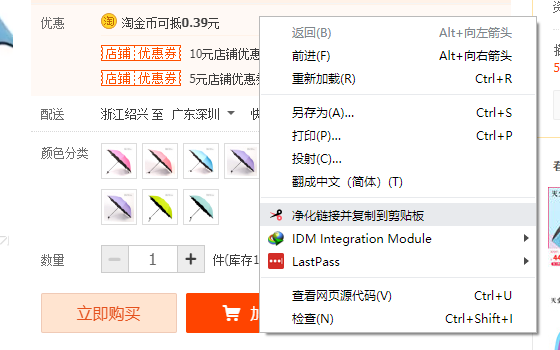 优惠
淘 淘金币可抵0.39元
店铺 优惠券 10元店铺优惠
店铺 优惠券 5元店铺优惠券
配送 浙江绍兴 至 广东深圳
颜色分类
数量 1 件(库存1
立即购买
返回(B) Alt+向左箭头
前进(F) Alt+向右箭头
重新加载(R) Ctrl+R
另存为(A)... Ctrl+S
打印(P)... Ctrl+P
投射(C)...
翻成中文（简体）(T)
净化链接并复制到剪贴板
IDM Integration Module
LastPass
查看网页源代码(V) Ctrl+U
检查(N) Ctrl+Shift+I